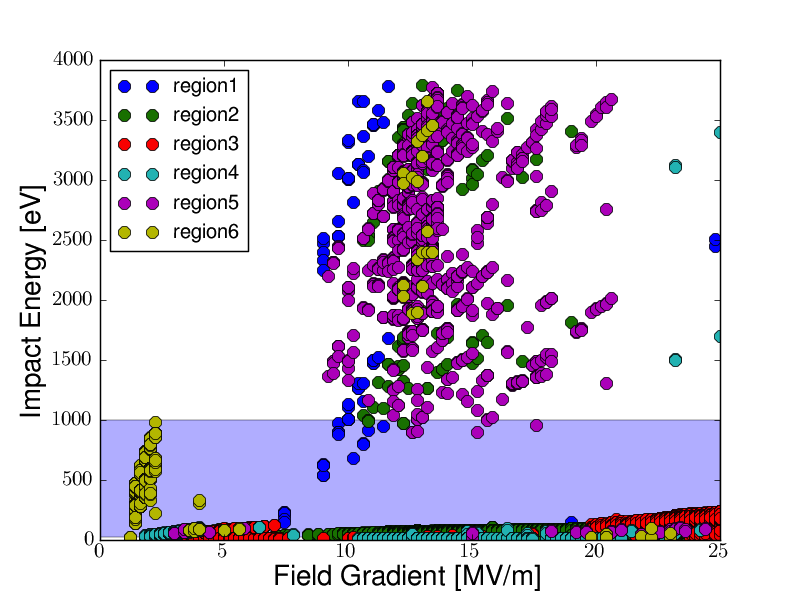 4000
3500
3000
2500
2000
1500
1000
500
0
Impact Energy [eV]
region1
region2
region3
region4
region5
region6
0
5
10
15
20
25
Field Gradient [MV/m]